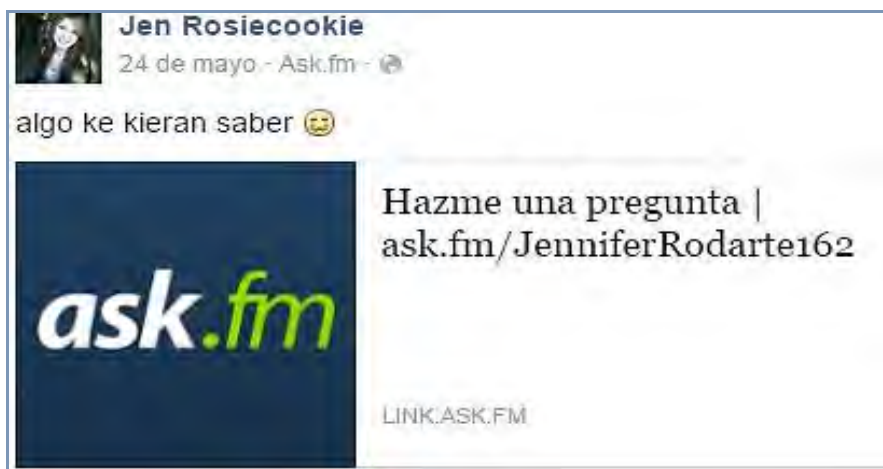 Jen Rosiecookie
24 de mayo - Ask.fm -
algo ke kieran saber 😊
ask.fm
Hazme una pregunta |
ask.fm/JenniferRodarte162
LINK.ASK.FM